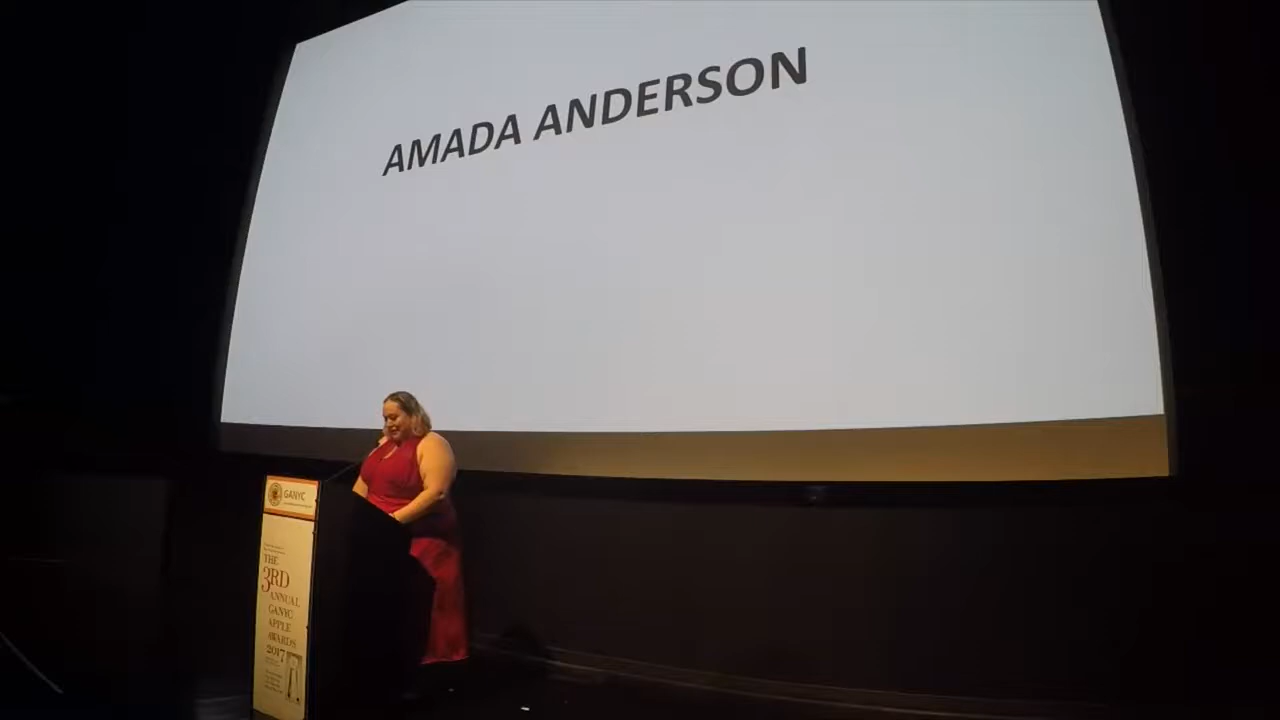 AMADA ANDERSON
GANYC
THE
3RD
ANNUAL
GANYC
APPLE
AWARDS
2017